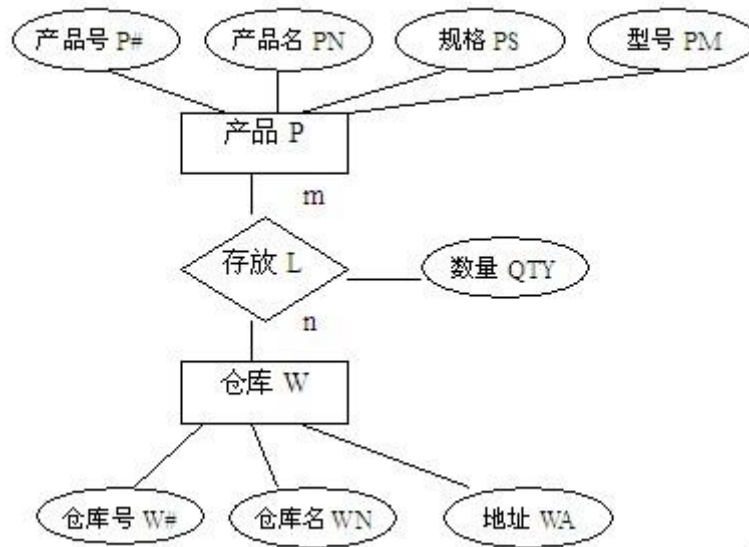 产品号 P# 产品名 PN 规格 PS 型号 PM
产品 P
m
存放 L 数量 QTY
n
仓库 W
仓库号 W# 仓库名 WN 地址 WA